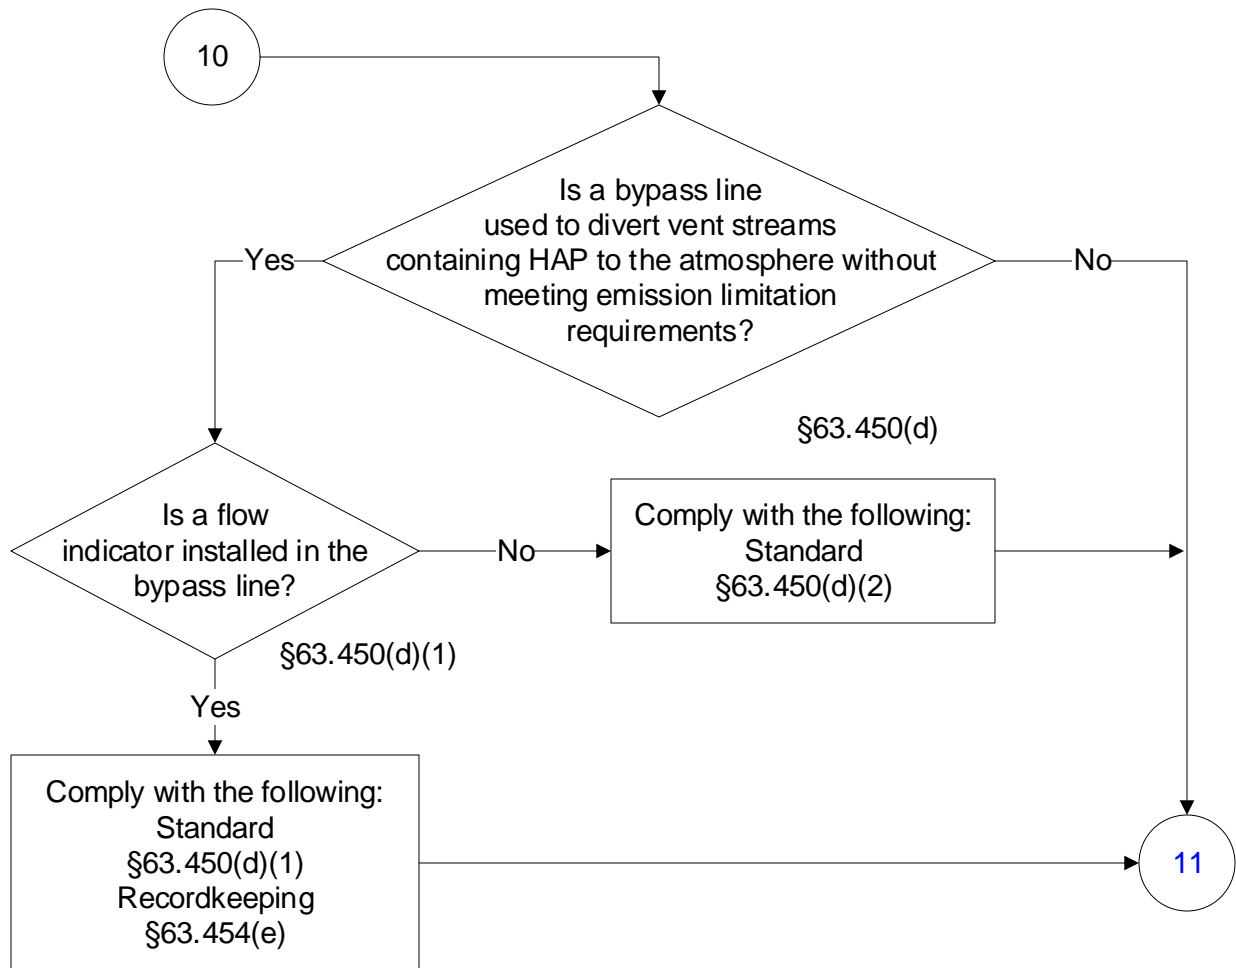 10
Is a bypass line
used to divert vent streams
containing HAP to the atmosphere without
meeting emission limitation
requirements?
Yes
No
§63.450(d)
Is a flow
indicator installed in the
bypass line?
No
Comply with the following:
Standard
§63.450(d)(2)
§63.450(d)(1)
Yes
Comply with the following:
Standard
§63.450(d)(1)
Recordkeeping
§63.454(e)
11